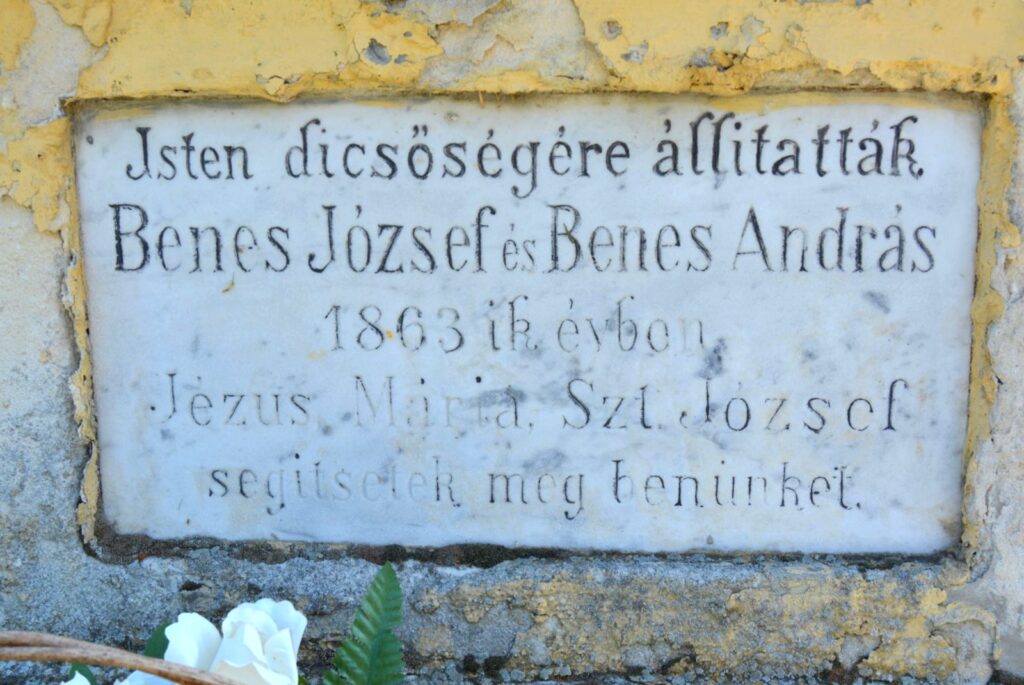 Isten dicsőségére állitatták
Benes József és Benes András
1863 ik évben
Jézus, Mária, Szt. József
segitsetek meg benünket.